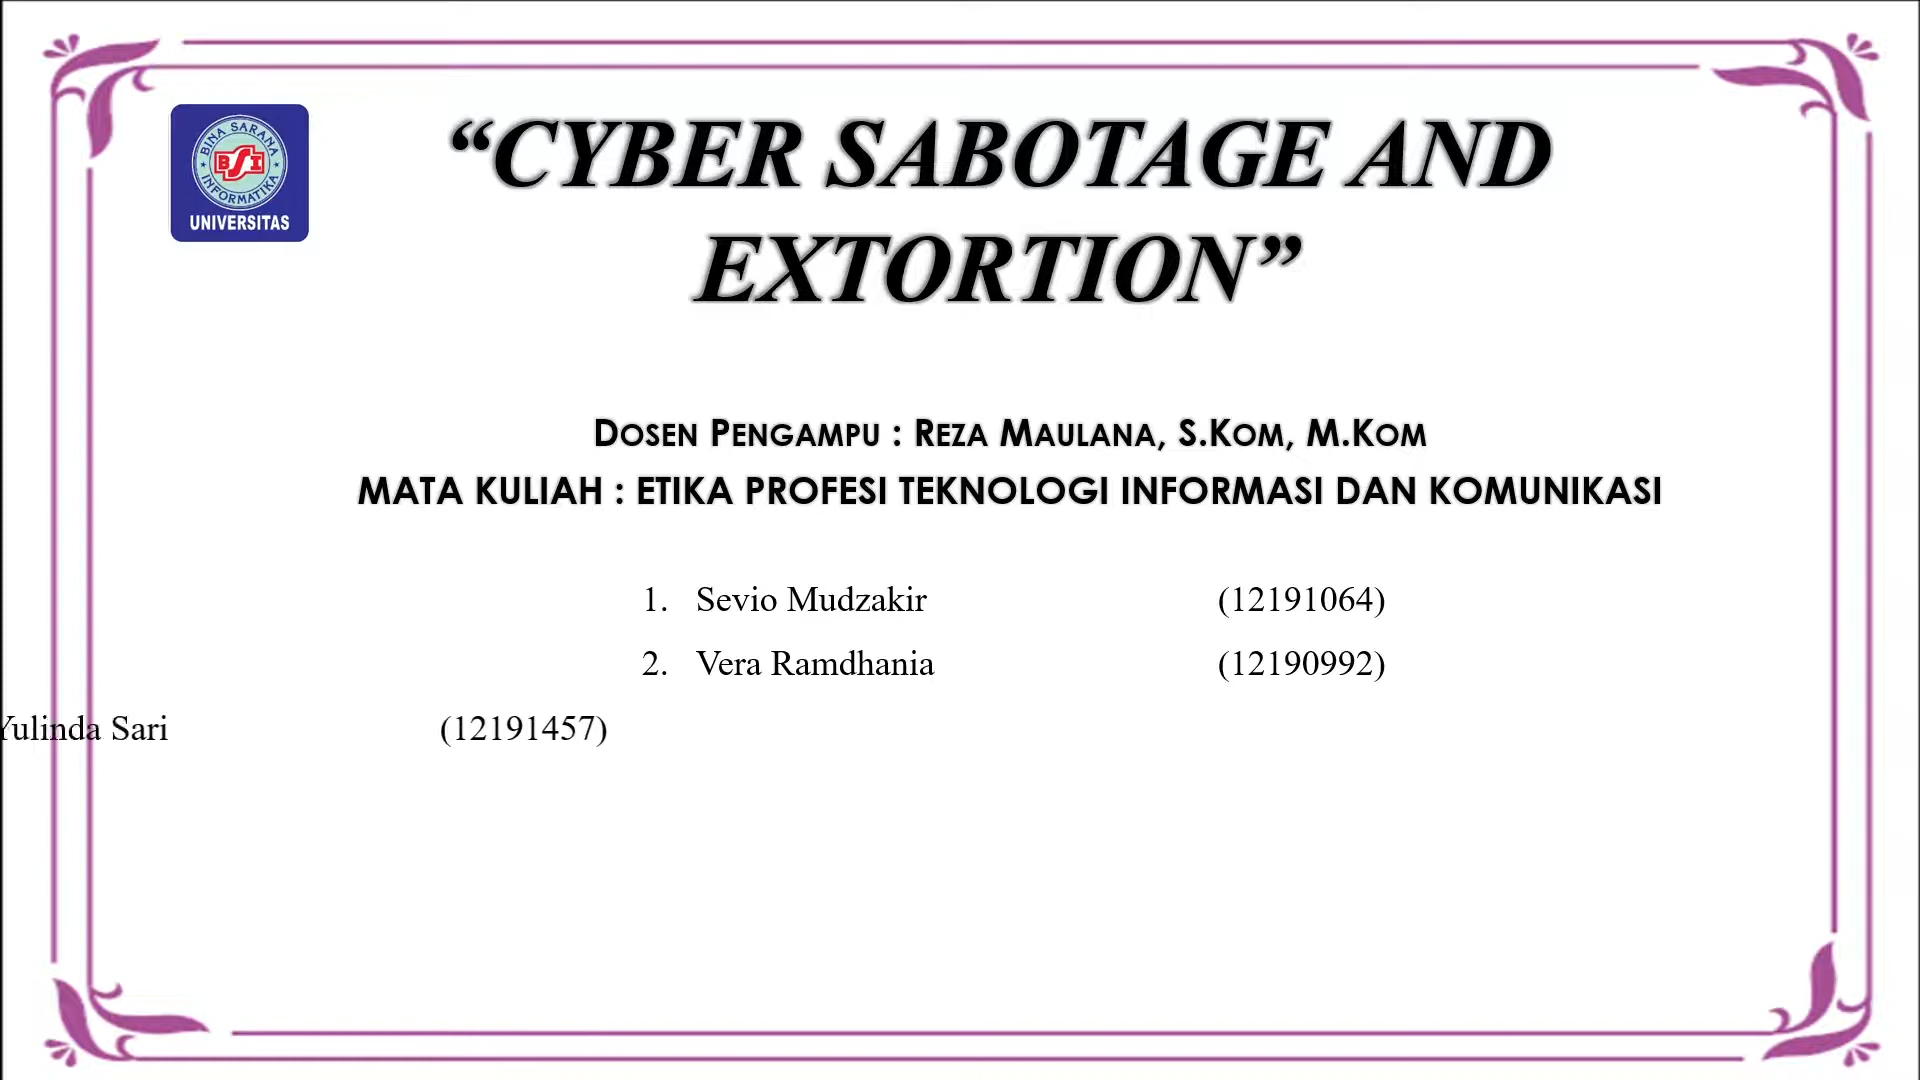 BINA SARANA
BSI
INFORMATIKA
UNIVERSITAS
“CYBER SABOTAGE AND
EXTORTION”
DOSEN PENGAMPU : REZA MAULANA, S.KOM, M.KOM
MATA KULIAH : ETIKA PROFESI TEKNOLOGI INFORMASI DAN KOMUNIKASI
1. Sevio Mudzakir (12191064)
2. Vera Ramdhania (12190992)
Yulinda Sari (12191457)